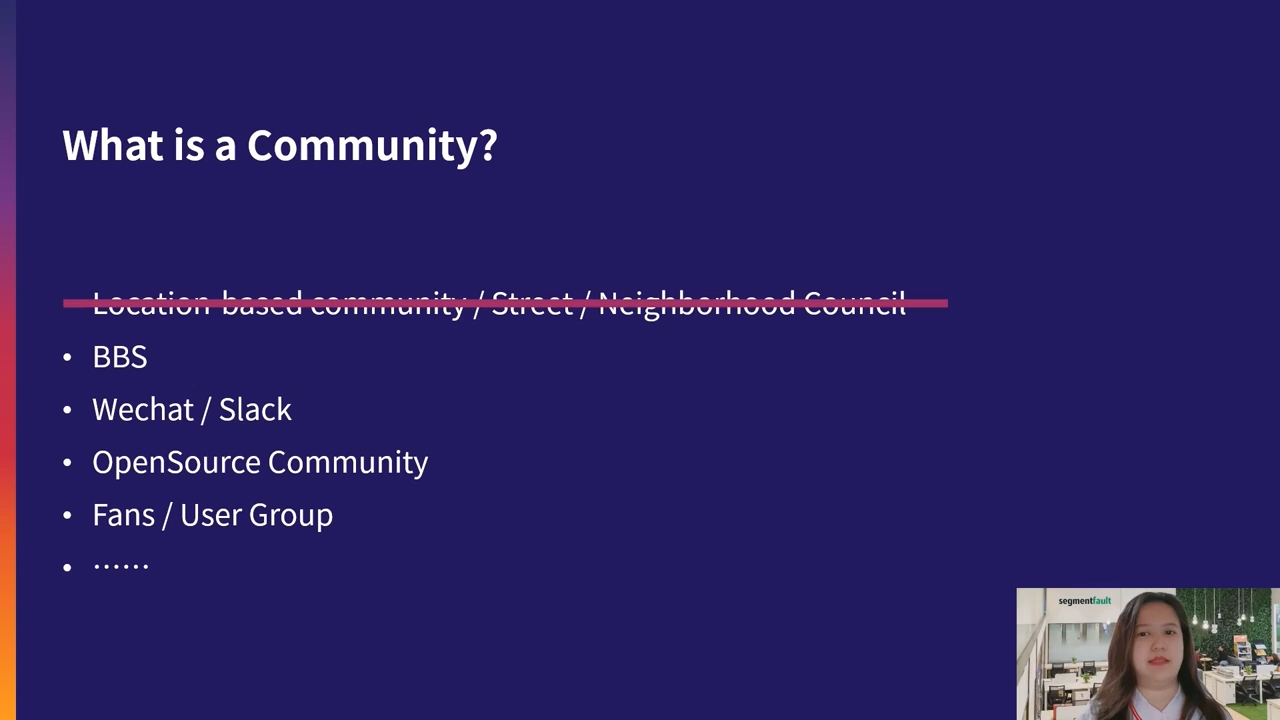 What is a Community?
Location-based community / Street / Neighborhood Council
• BBS
• Wechat / Slack
• OpenSource Community
• Fans / User Group
• ······
segmentfault